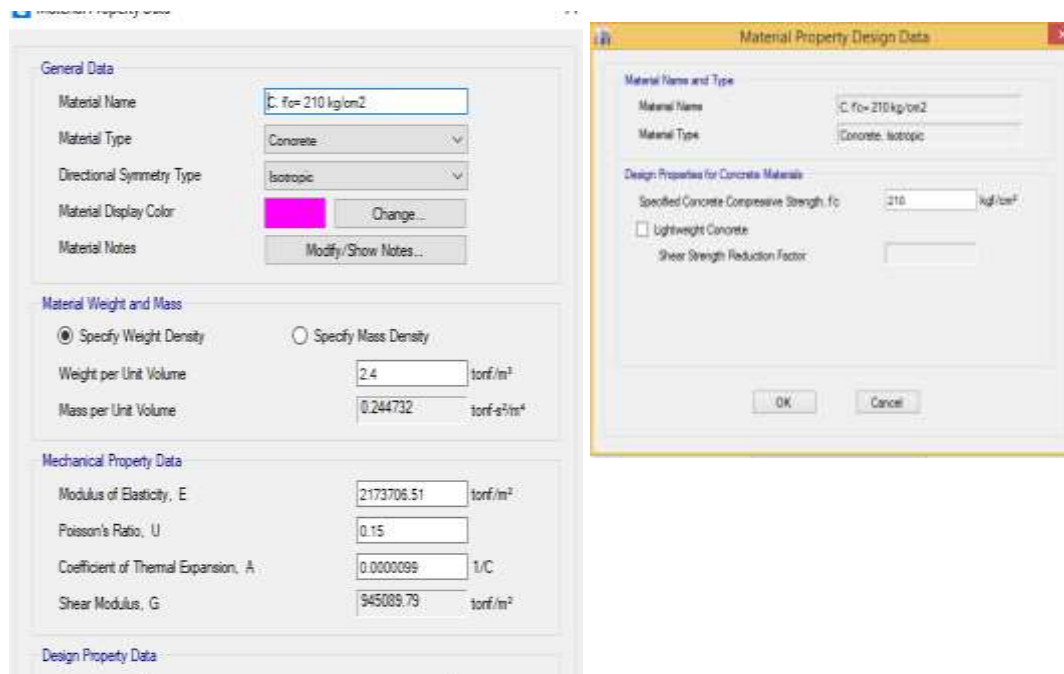 Material Property Data
General Data
Material Name C. f'c= 210 kg/cm2
Material Type Concrete
Directional Symmetry Type Isotropic
Material Display Color Change...
Material Notes Modify/Show Notes...
Material Weight and Mass
Specify Weight Density Specify Mass Density
Weight per Unit Volume 2.4 tonf/m³
Mass per Unit Volume 0.244732 tonf-s²/m⁴
Mechanical Property Data
Modulus of Elasticity, E 2173706.51 tonf/m²
Poisson's Ratio, U 0.15
Coefficient of Thermal Expansion, A 0.0000099 1/C
Shear Modulus, G 945089.79 tonf/m²
Design Property Data
Material Property Design Data
Material Name and Type
Material Name C. f'c= 210 kg/cm2
Material Type Concrete, Isotropic
Design Properties for Concrete Materials
Specified Concrete Compressive Strength, f'c 210 kgf/cm²
Lightweight Concrete
Shear Strength Reduction Factor
OK Cancel